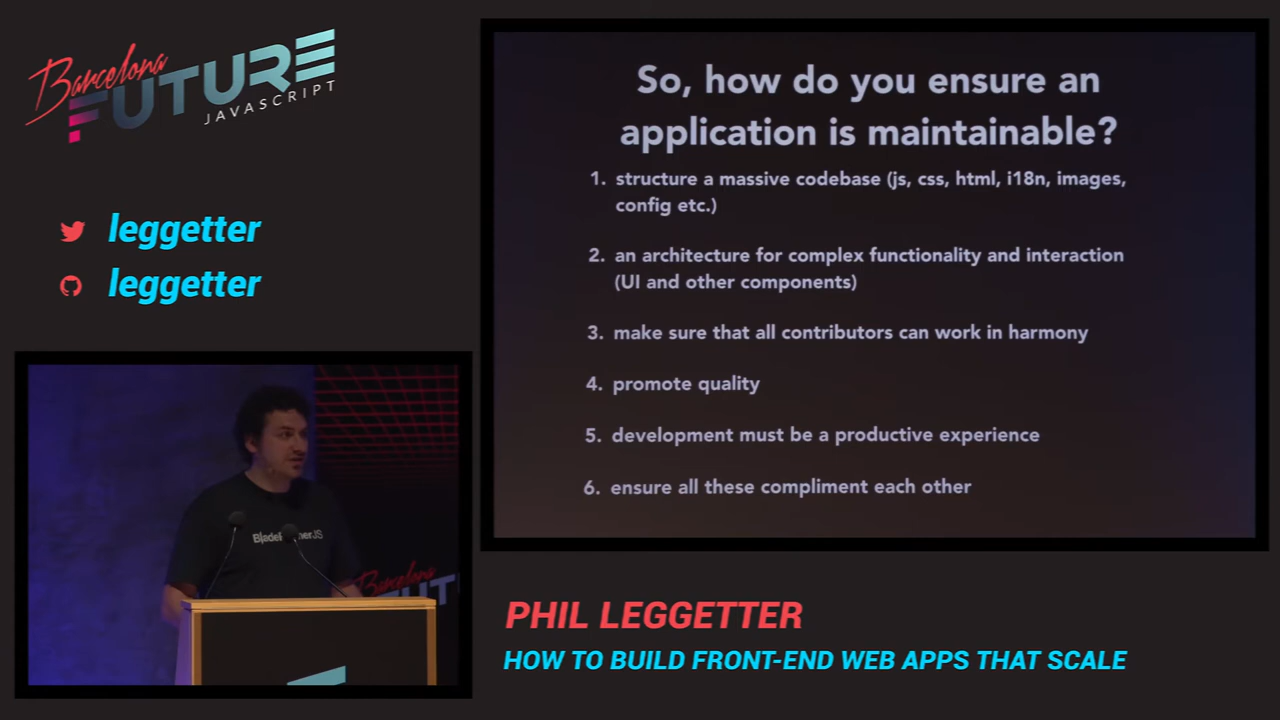 Barcelona
FUTURE
JAVASCRIPT
leggetter
leggetter
So, how do you ensure an
application is maintainable?
1. structure a massive codebase (js, css, html, i18n, images,
config etc.)
2. an architecture for complex functionality and interaction
(UI and other components)
3. make sure that all contributors can work in harmony
4. promote quality
5. development must be a productive experience
6. ensure all these compliment each other
Barcelona
PHIL LEGGETTER
HOW TO BUILD FRONT-END WEB APPS THAT SCALE